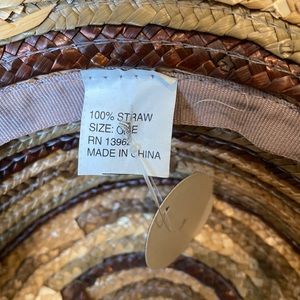 100% STRAW
SIZE: ONE
RN 13962
MADE IN CHINA